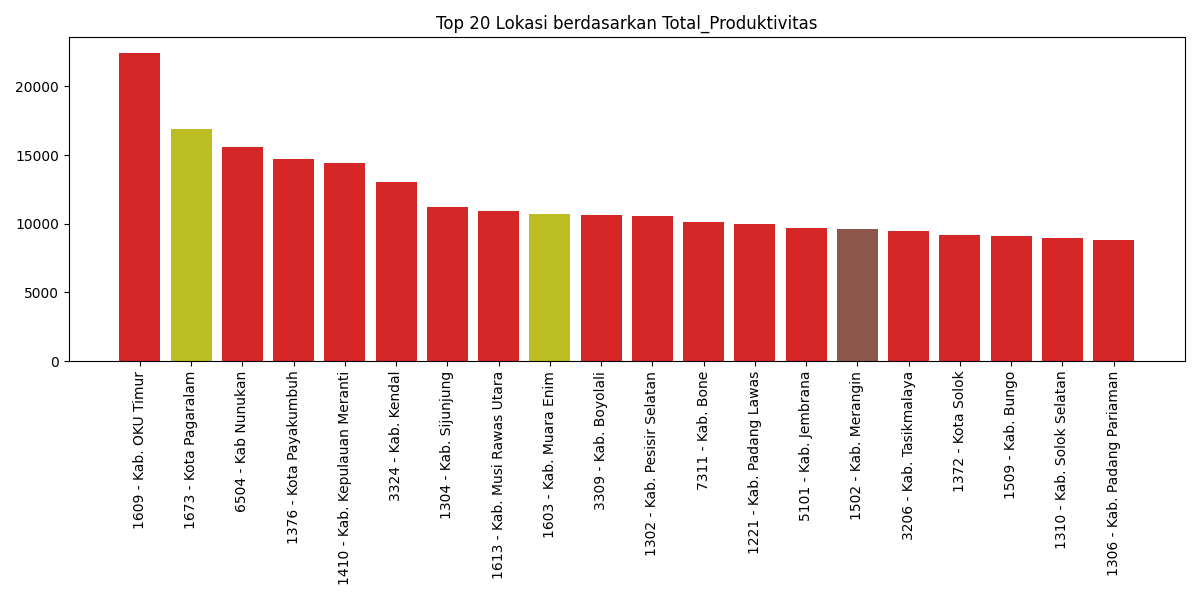 Top 20 Lokasi berdasarkan Total_Produktivitas
20000
15000
10000
5000
0
1609 - Kab. OKU Timur
1673 - Kota Pagaralam
6504 - Kab Nunukan
1376 - Kota Payakumbuh
1410 - Kab. Kepulauan Meranti
3324 - Kab. Kendal
1304 - Kab. Sijunjung
1613 - Kab. Musi Rawas Utara
1603 - Kab. Muara Enim
3309 - Kab. Boyolali
1302 - Kab. Pesisir Selatan
7311 - Kab. Bone
1221 - Kab. Padang Lawas
5101 - Kab. Jembrana
1502 - Kab. Merangin
3206 - Kab. Tasikmalaya
1372 - Kota Solok
1509 - Kab. Bungo
1310 - Kab. Solok Selatan
1306 - Kab. Padang Pariaman